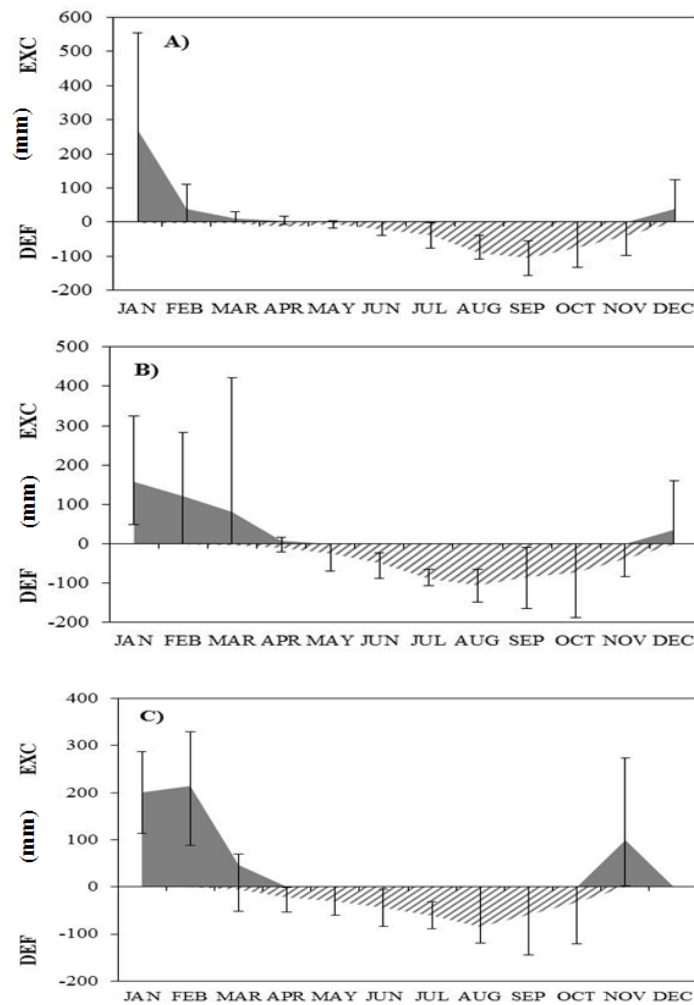 600
500
400
300
200
100
0
-100
-200
EXC
(mm)
DEF
A)
JAN FEB MAR APR MAY JUN JUL AUG SEP OCT NOV DEC
500
400
300
200
100
0
-100
-200
EXC
(mm)
DEF
B)
JAN FEB MAR APR MAY JUN JUL AUG SEP OCT NOV DEC
400
300
200
100
0
-100
-200
EXC
(mm)
DEF
C)
JAN FEB MAR APR MAY JUN JUL AUG SEP OCT NOV DEC